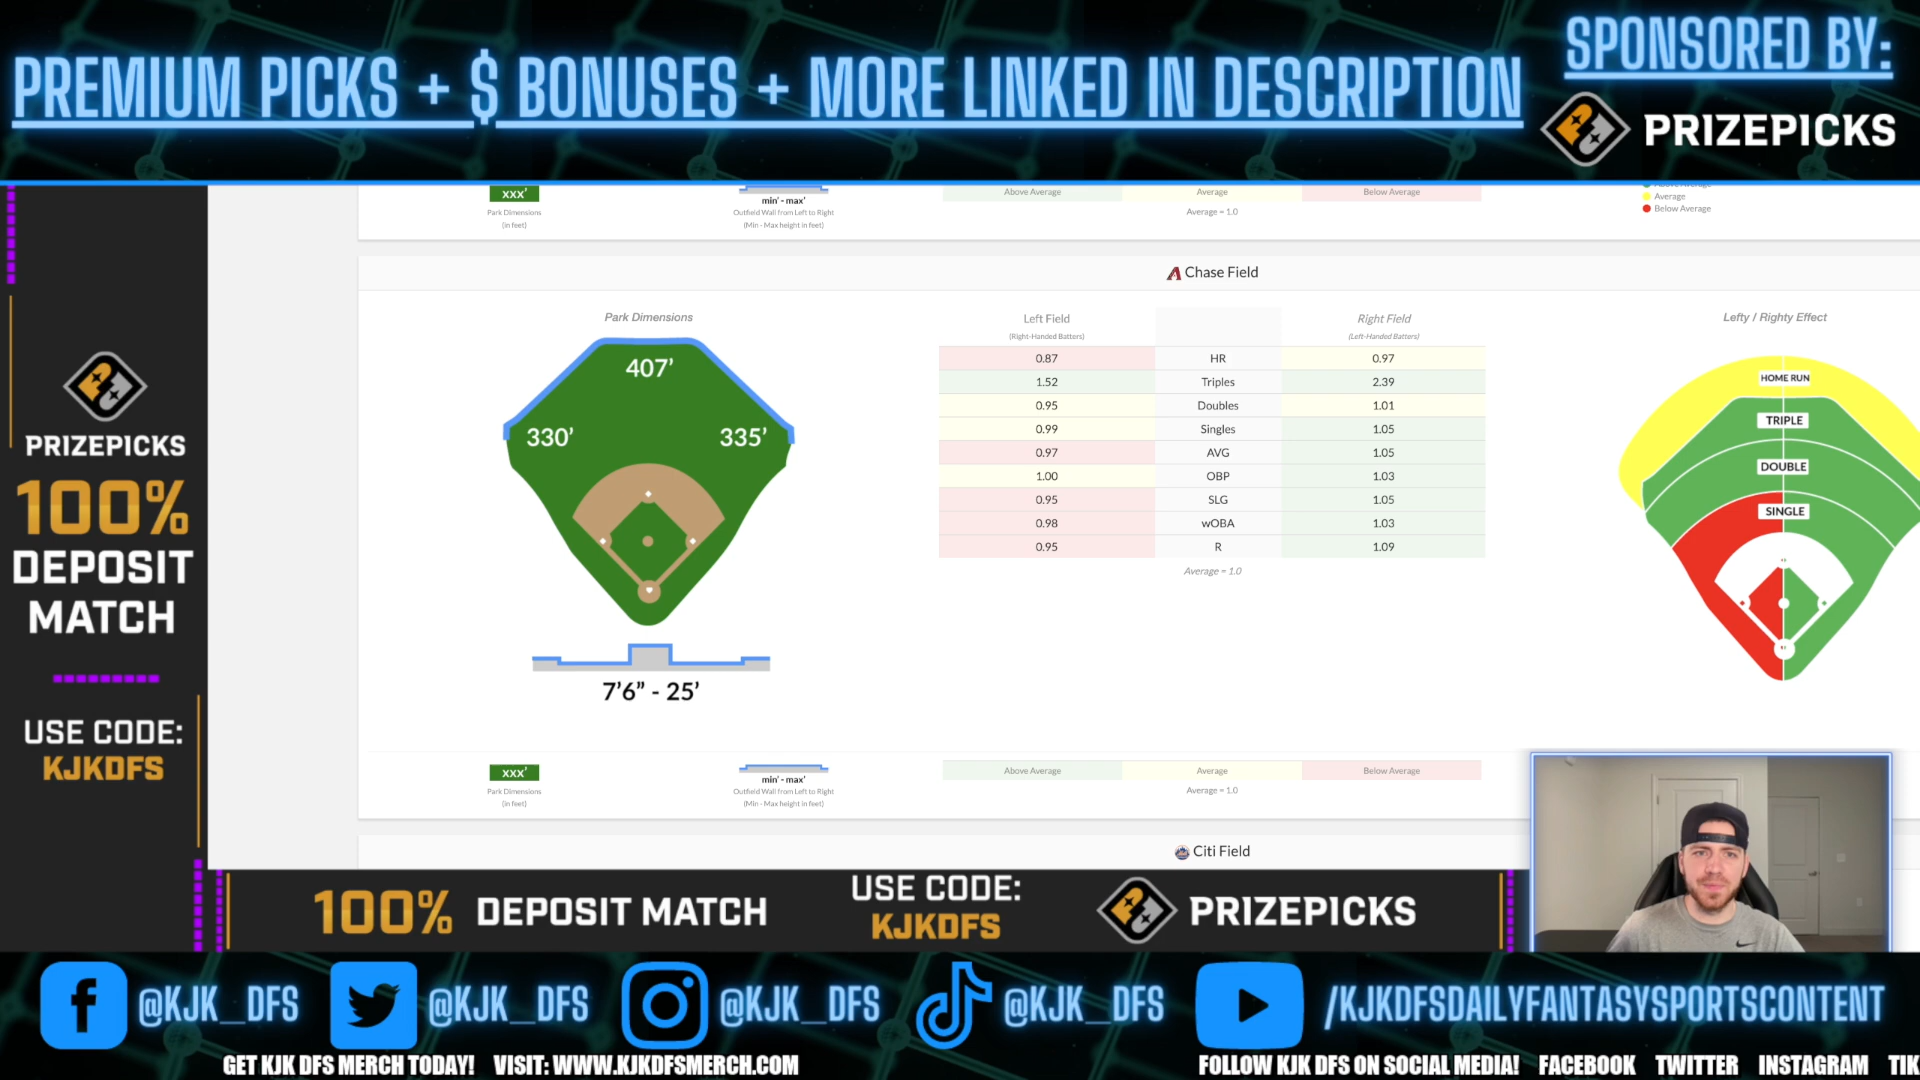 PREMIUM PICKS + $ BONUSES + MORE LINKED IN DESCRIPTION
SPONSORED BY:
PRIZEPICKS
xxx'
Park Dimensions
(in feet)
min' - max'
Outfield Wall from Left to Right
(Min - Max height in feet)
Above Average
Average
Below Average
Average = 1.0
Above Average
Average
Below Average
Chase Field
Park Dimensions
407'
330'
335'
7'6" - 25'
Left Field
(Right-Handed Batters)
Right Field
(Left-Handed Batters)
0.87 HR 0.97
1.52 Triples 2.39
0.95 Doubles 1.01
0.99 Singles 1.05
0.97 AVG 1.05
1.00 OBP 1.03
0.95 SLG 1.05
0.98 wOBA 1.03
0.95 R 1.09
Average = 1.0
Lefty / Righty Effect
HOME RUN
TRIPLE
DOUBLE
SINGLE
xxx'
Park Dimensions
(in feet)
min' - max'
Outfield Wall from Left to Right
(Min - Max height in feet)
Above Average
Average
Below Average
Average = 1.0
Citi Field
PRIZEPICKS
100%
DEPOSIT
MATCH
USE CODE:
KJKDFS
100% DEPOSIT MATCH
USE CODE:
KJKDFS
PRIZEPICKS
@KJK_DFS
@KJK_DFS
@KJK_DFS
@KJK_DFS
/KJKDFSDAILYFANTASYSPORTSCONTENT
GET KJK DFS MERCH TODAY! VISIT: WWW.KJKDFSMERCH.COM
FOLLOW KJK DFS ON SOCIAL MEDIA! FACEBOOK TWITTER INSTAGRAM TIK